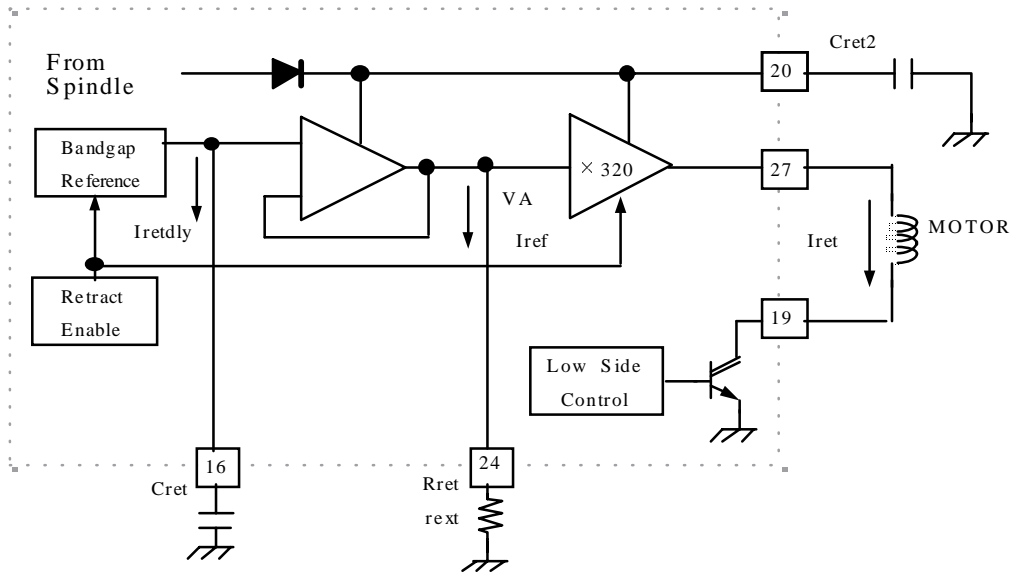 Cret2
From
Spindle
20
Bandgap
Reference
× 320
27
VA
Iretdly
Iref
Iret
MOTOR
Retract
Enable
19
Low Side
Control
16
24
Cret
Rret
rext